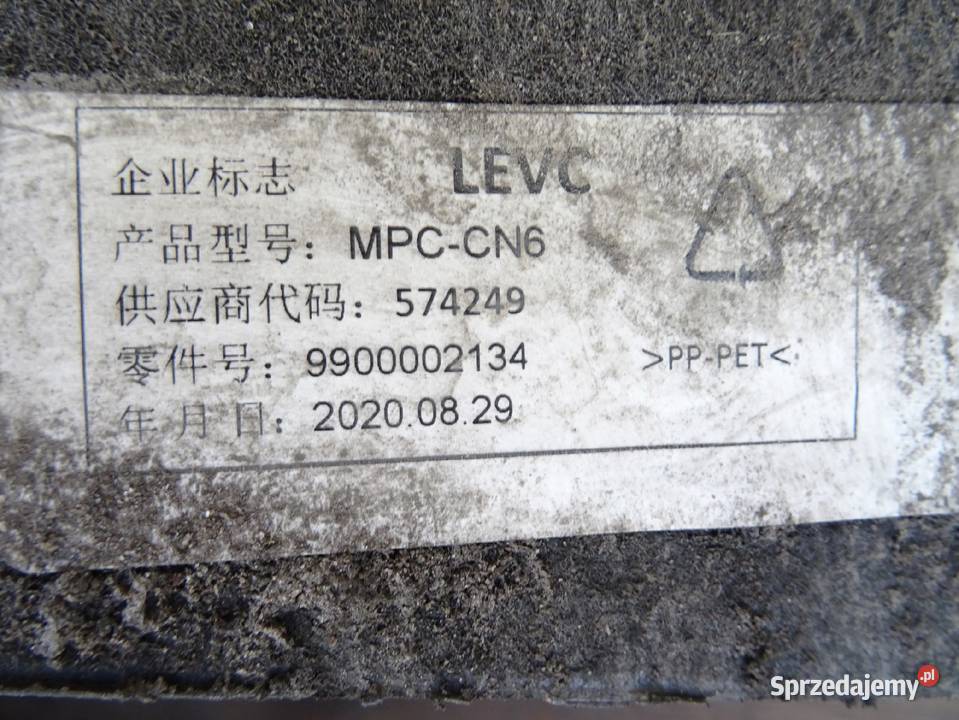 企业标志 LEVC
产品型号：MPC-CN6
供应商代码：574249
零件号：9900002134 >PP-PET<
年月日：2020.08.29
Sprzedajemy.pl